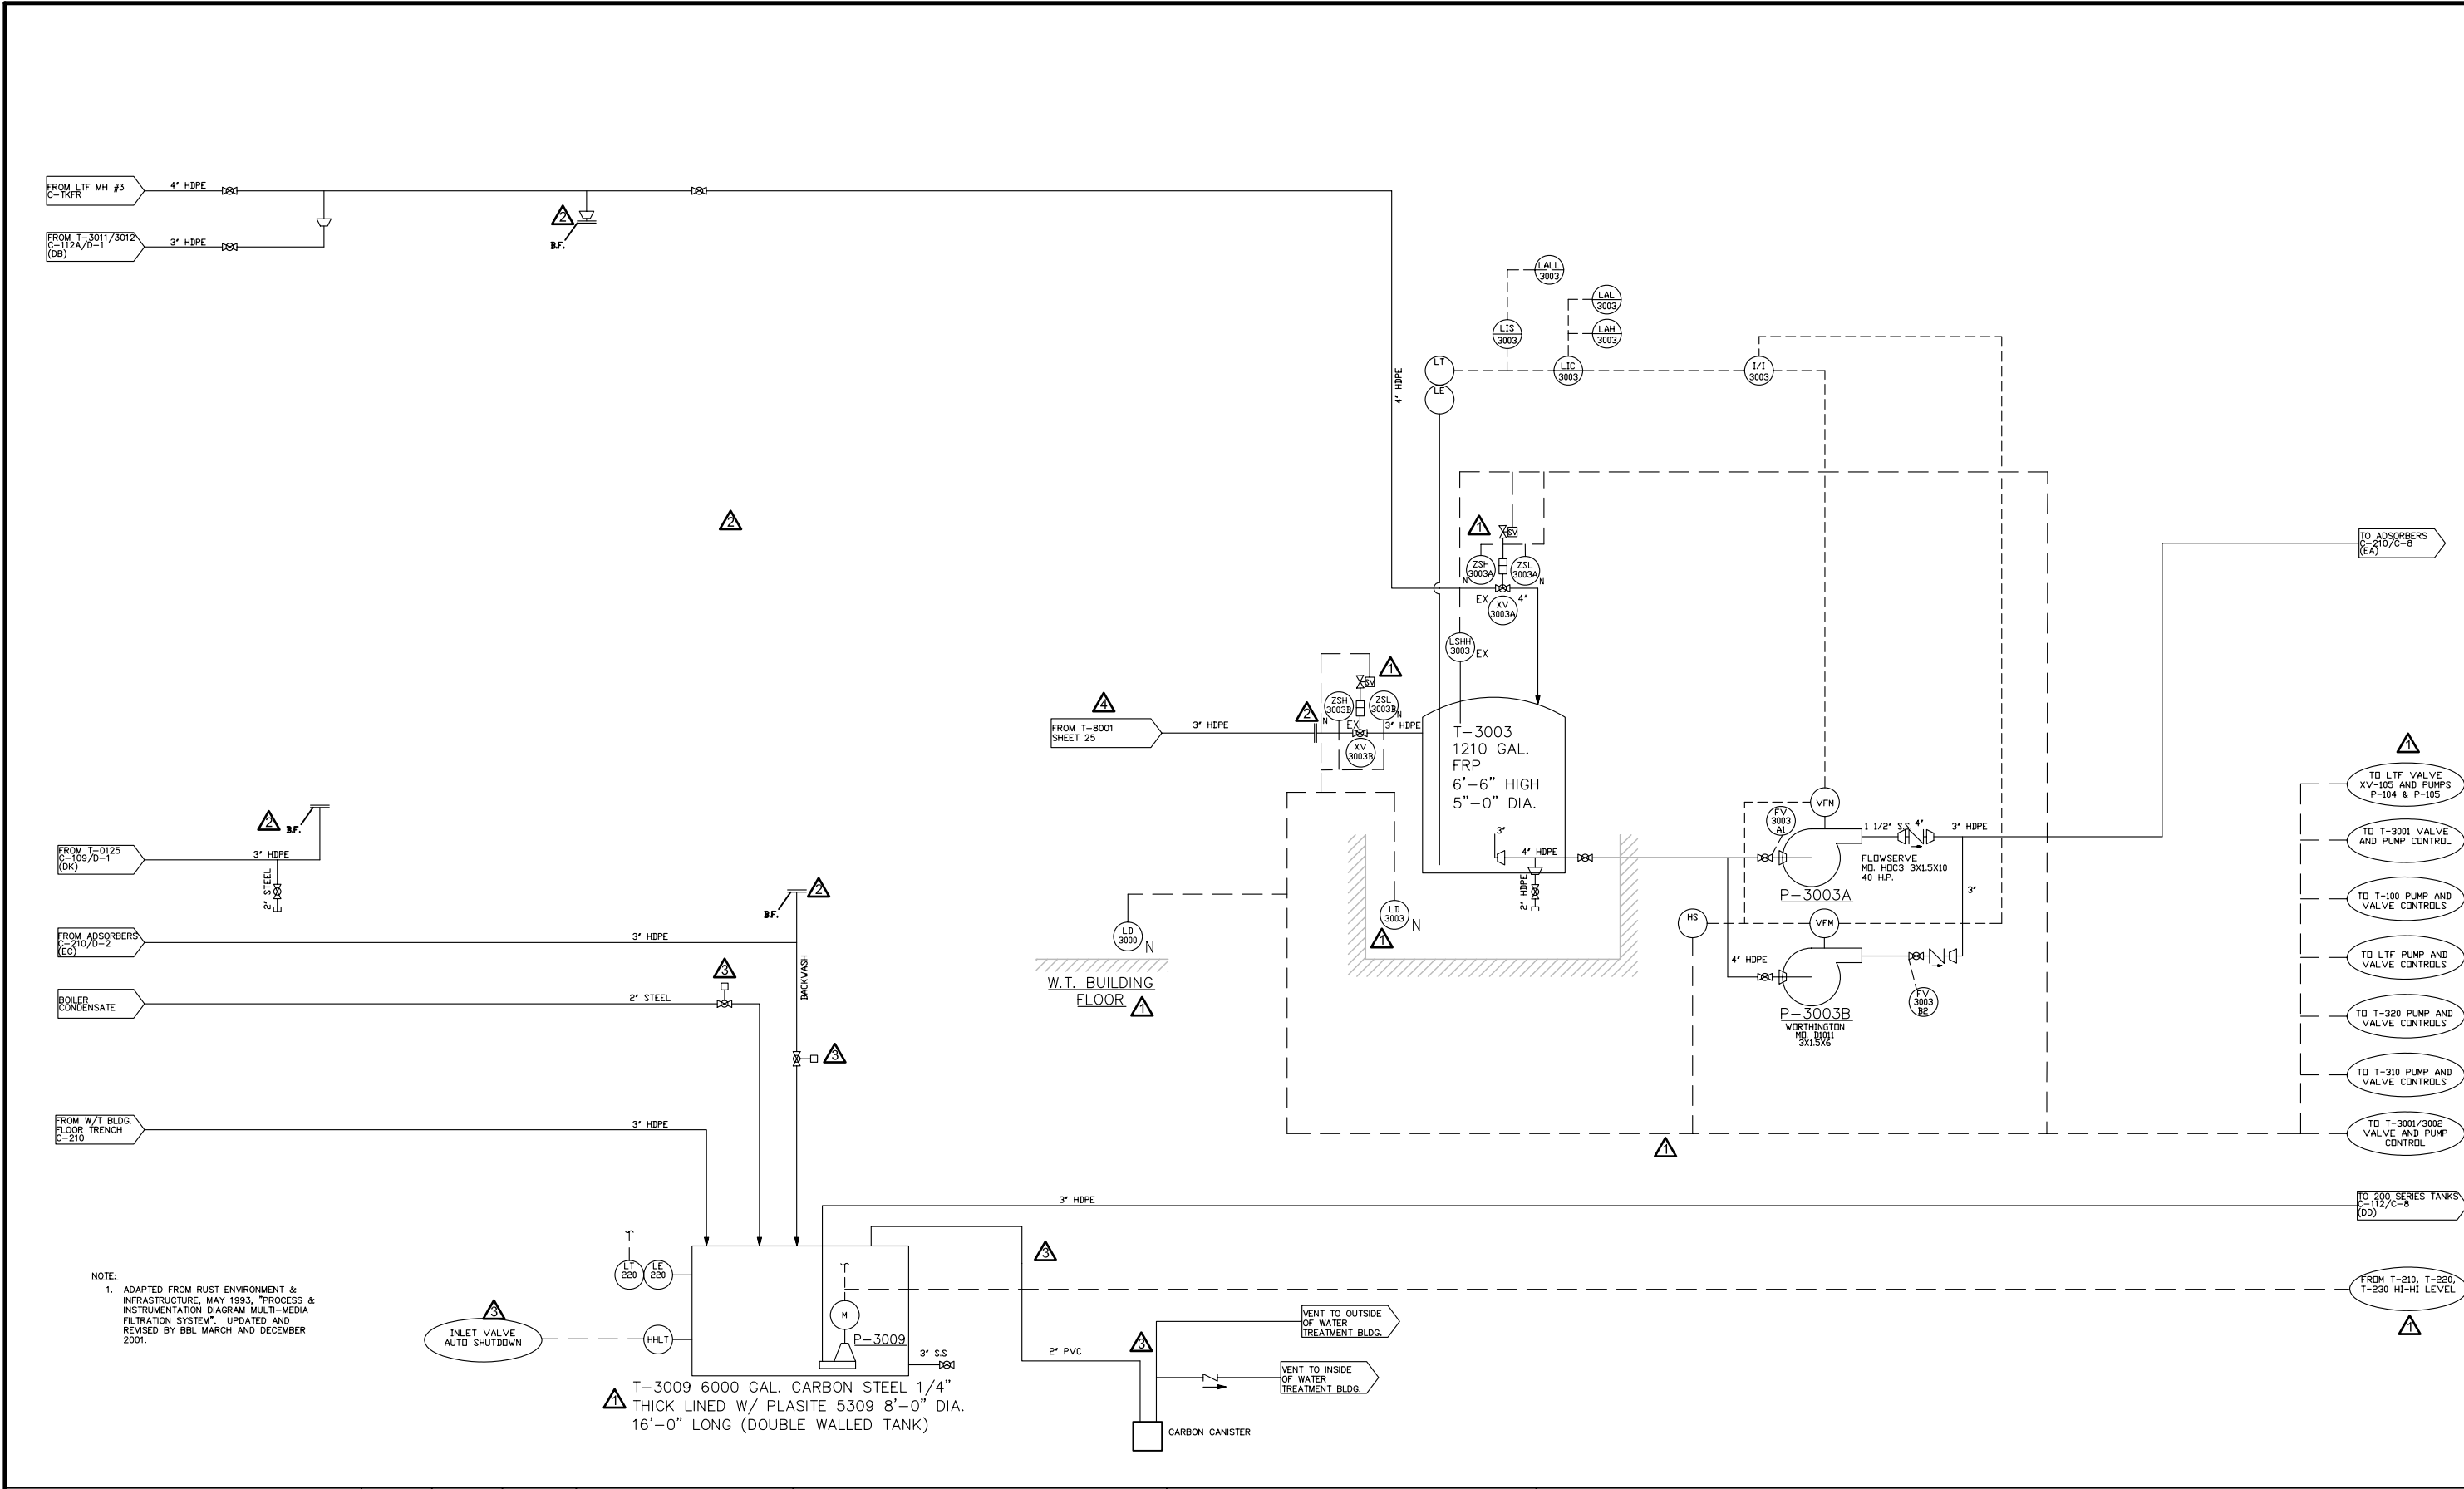 FROM LTF MH #3
C-TKFR
4" HDPE
FROM T-3011/3012
C-112A/D-1
(DB)
3" HDPE
2
B.F.
LALL
3003
LAL
3003
LIS
3003
LAH
3003
LT
LIC
3003
I/I
3003
LE
4" HDPE
2
1
SV
TO ADSORBERS
C-210/C-8
(EA)
ZSH
3003A
N
ZSL
3003A
N
EX
4"
XV
3003A
LSHH
3003
EX
1
SV
4
ZSH
3003B
N
ZSL
3003B
N
2
FROM T-8001
SHEET 25
3" HDPE
EX
3" HDPE
XV
3003B
T-3003
1210 GAL.
FRP
6'-6" HIGH
5"-0" DIA.
1
TO LTF VALVE
XV-105 AND PUMPS
P-104 & P-105
VFM
FV
3003
A1
1 1/2" S.S.
4"
3" HDPE
TO T-3001 VALVE
AND PUMP CONTROL
2
B.F.
FROM T-0125
C-109/D-1
(DK)
3" HDPE
2" STEEL
3"
4" HDPE
2" HDPE
FLOWSERVE
MO. HOC3 3X1.5X10
40 H.P.
P-3003A
3"
TO T-100 PUMP AND
VALVE CONTROLS
2
B.F.
LD
3003
N
1
HS
VFM
FROM ADSORBERS
C-210/D-2
(EC)
3" HDPE
LD
3000
N
TO LTF PUMP AND
VALVE CONTROLS
3
BACKWASH
4" HDPE
W.T. BUILDING
FLOOR
1
BOILER
CONDENSATE
2" STEEL
FV
3003
B2
P-3003B
WORTHINGTON
MO. D1011
3X1.5X6
TO T-320 PUMP AND
VALVE CONTROLS
3
TO T-310 PUMP AND
VALVE CONTROLS
FROM W/T BLDG.
FLOOR TRENCH
C-210
3" HDPE
1
TO T-3001/3002
VALVE AND PUMP
CONTROL
3" HDPE
TO 200 SERIES TANKS
C-112/C-8
(DD)
3
LT
220
LE
220
NOTE:
1. ADAPTED FROM RUST ENVIRONMENT &
INFRASTRUCTURE, MAY 1993, "PROCESS &
INSTRUMENTATION DIAGRAM MULTI-MEDIA
FILTRATION SYSTEM". UPDATED AND
REVISED BY BBL MARCH AND DECEMBER
2001.
FROM T-210, T-220,
T-230 HI-HI LEVEL
1
3
INLET VALVE
AUTO SHUTDOWN
HHLT
M
P-3009
3" S.S
2" PVC
3
VENT TO OUTSIDE
OF WATER
TREATMENT BLDG.
VENT TO INSIDE
OF WATER
TREATMENT BLDG.
1
T-3009 6000 GAL. CARBON STEEL 1/4"
THICK LINED W/ PLASITE 5309 8'-0" DIA.
16'-0" LONG (DOUBLE WALLED TANK)
CARBON CANISTER